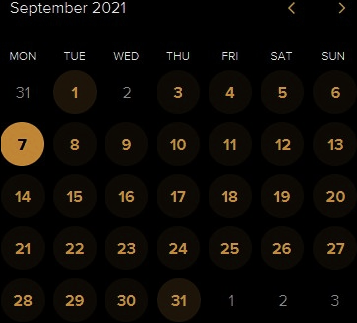 September 2021
MON TUE WED THU FRI SAT SUN
31 1 2 3 4 5 6
7 8 9 10 11 12 13
14 15 16 17 18 19 20
21 22 23 24 25 26 27
28 29 30 31 1 2 3